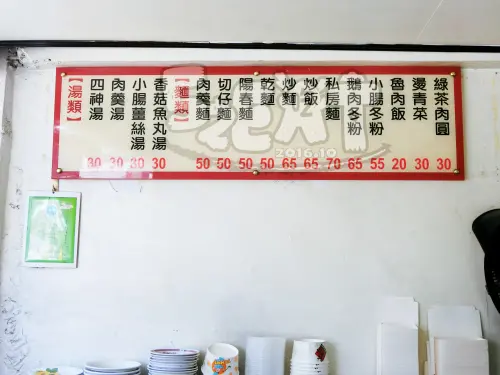 綠茶肉圓 30
燙青菜 30
魯肉飯 20
小腸冬粉 55
鵝肉冬粉 65
私房麵 70
炒飯 65
炒麵 65
乾麵 50
陽春麵 50
切仔麵 50
肉羹麵 50
【麵類】
香菇魚丸湯 30
小腸薑絲湯 30
肉羹湯 30
四神湯 30
【湯類】
2016.10